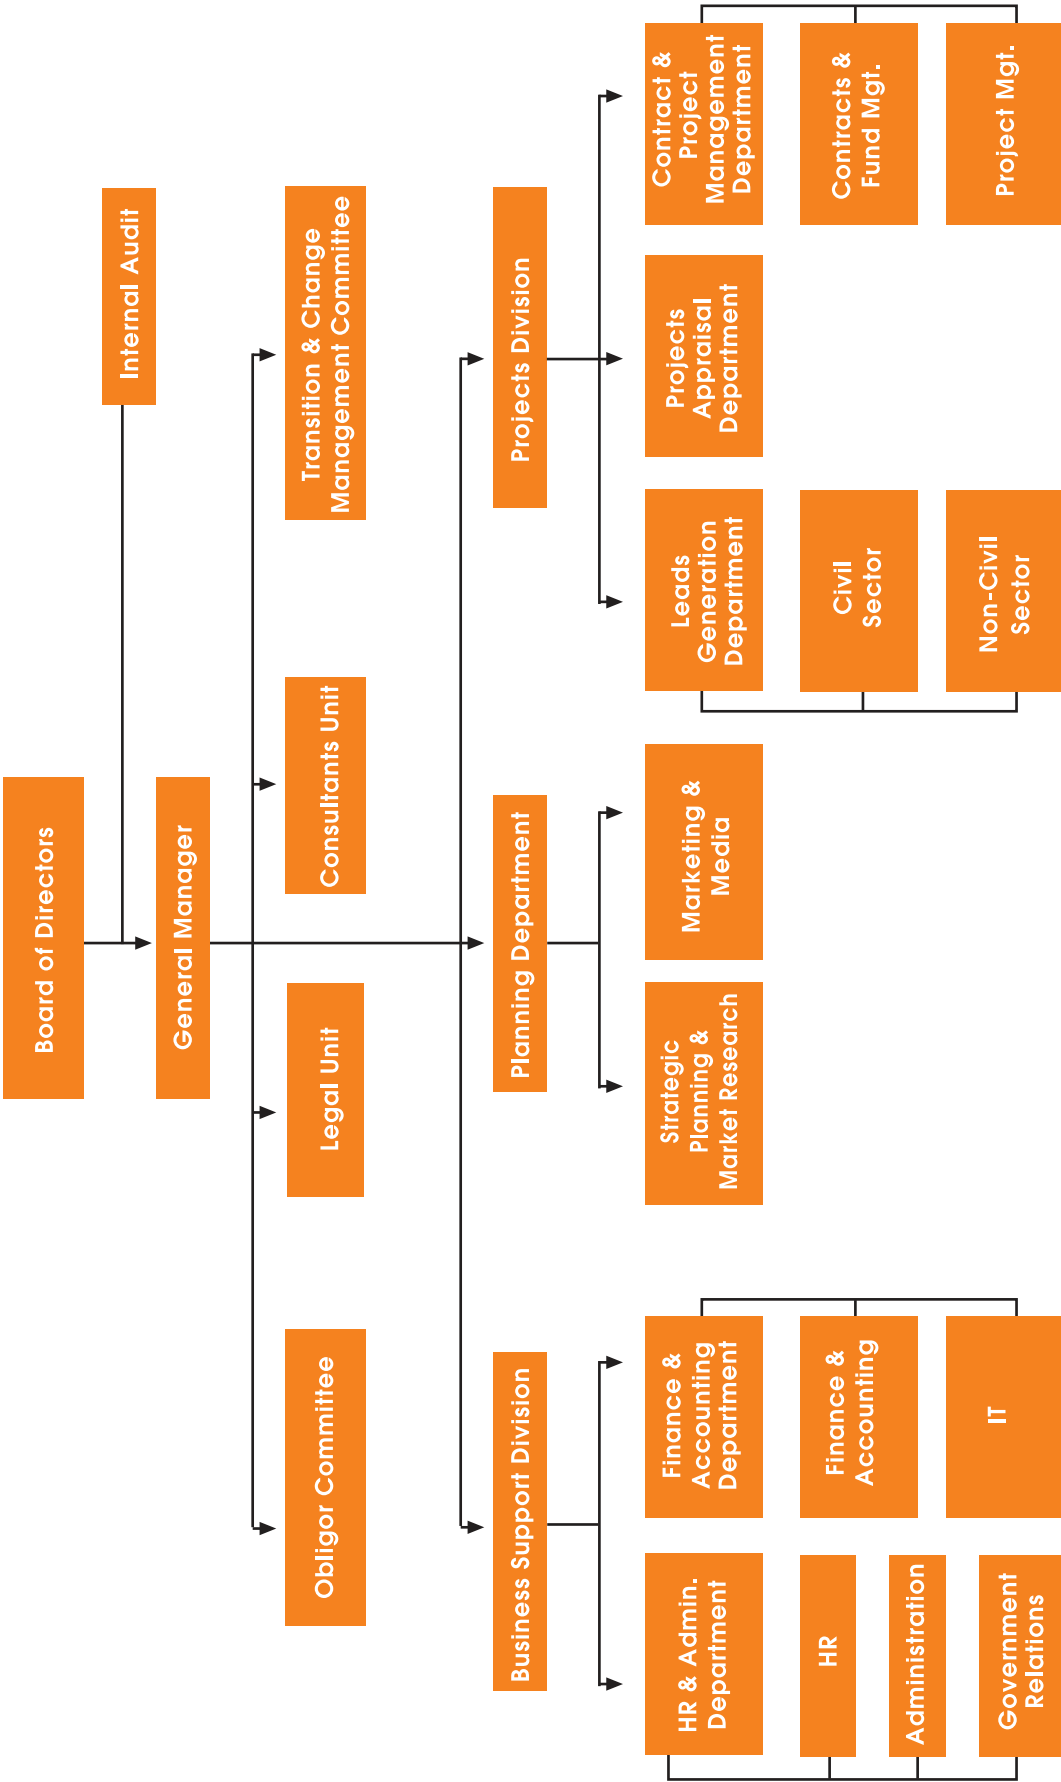 Board of Directors
Internal Audit
General Manager
Obligor Committee
Legal Unit
Consultants Unit
Transition & Change
Management Committee
Business Support Division
Planning Department
Projects Division
HR & Admin.
Department
Finance &
Accounting
Department
Strategic
Planning &
Market Research
Marketing &
Media
Leads
Generation
Department
Projects
Appraisal
Department
Contract &
Project
Management
Department
HR
Administration
Government
Relations
Finance &
Accounting
IT
Civil
Sector
Non-Civil
Sector
Contracts &
Fund Mgt.
Project Mgt.